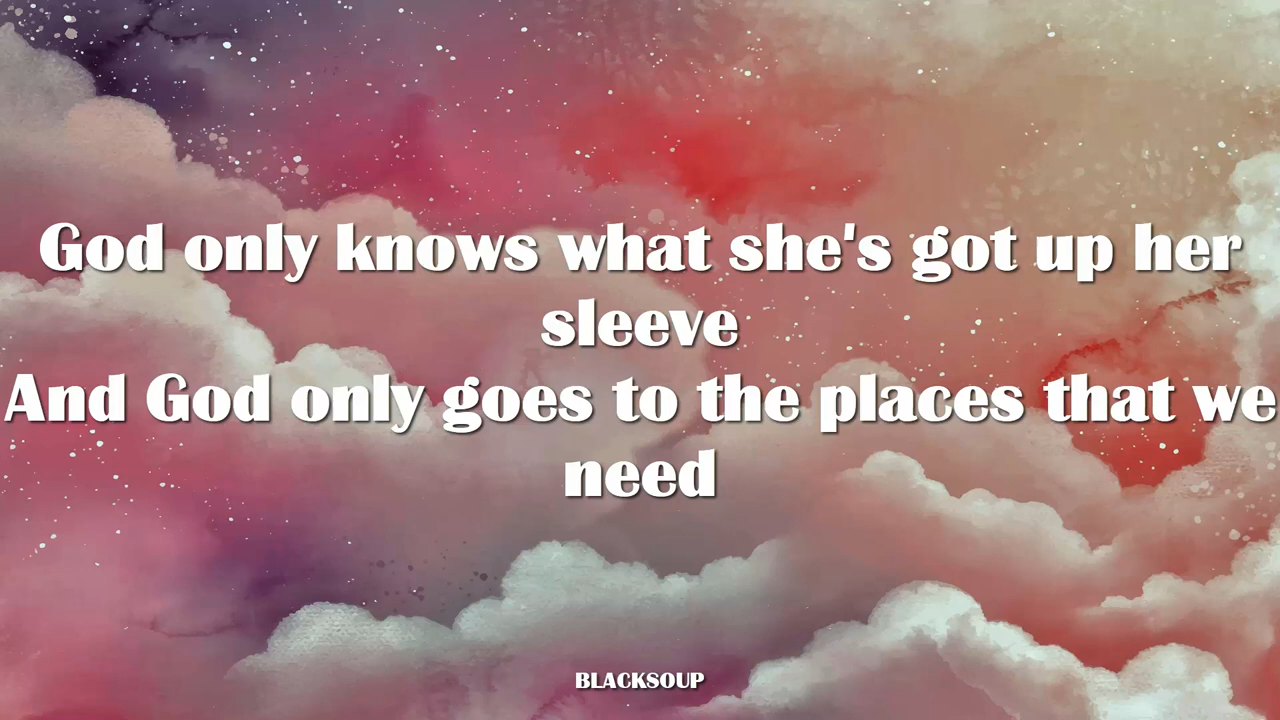 God only knows what she's got up her
sleeve
And God only goes to the places that we
need
BLACKSOUP